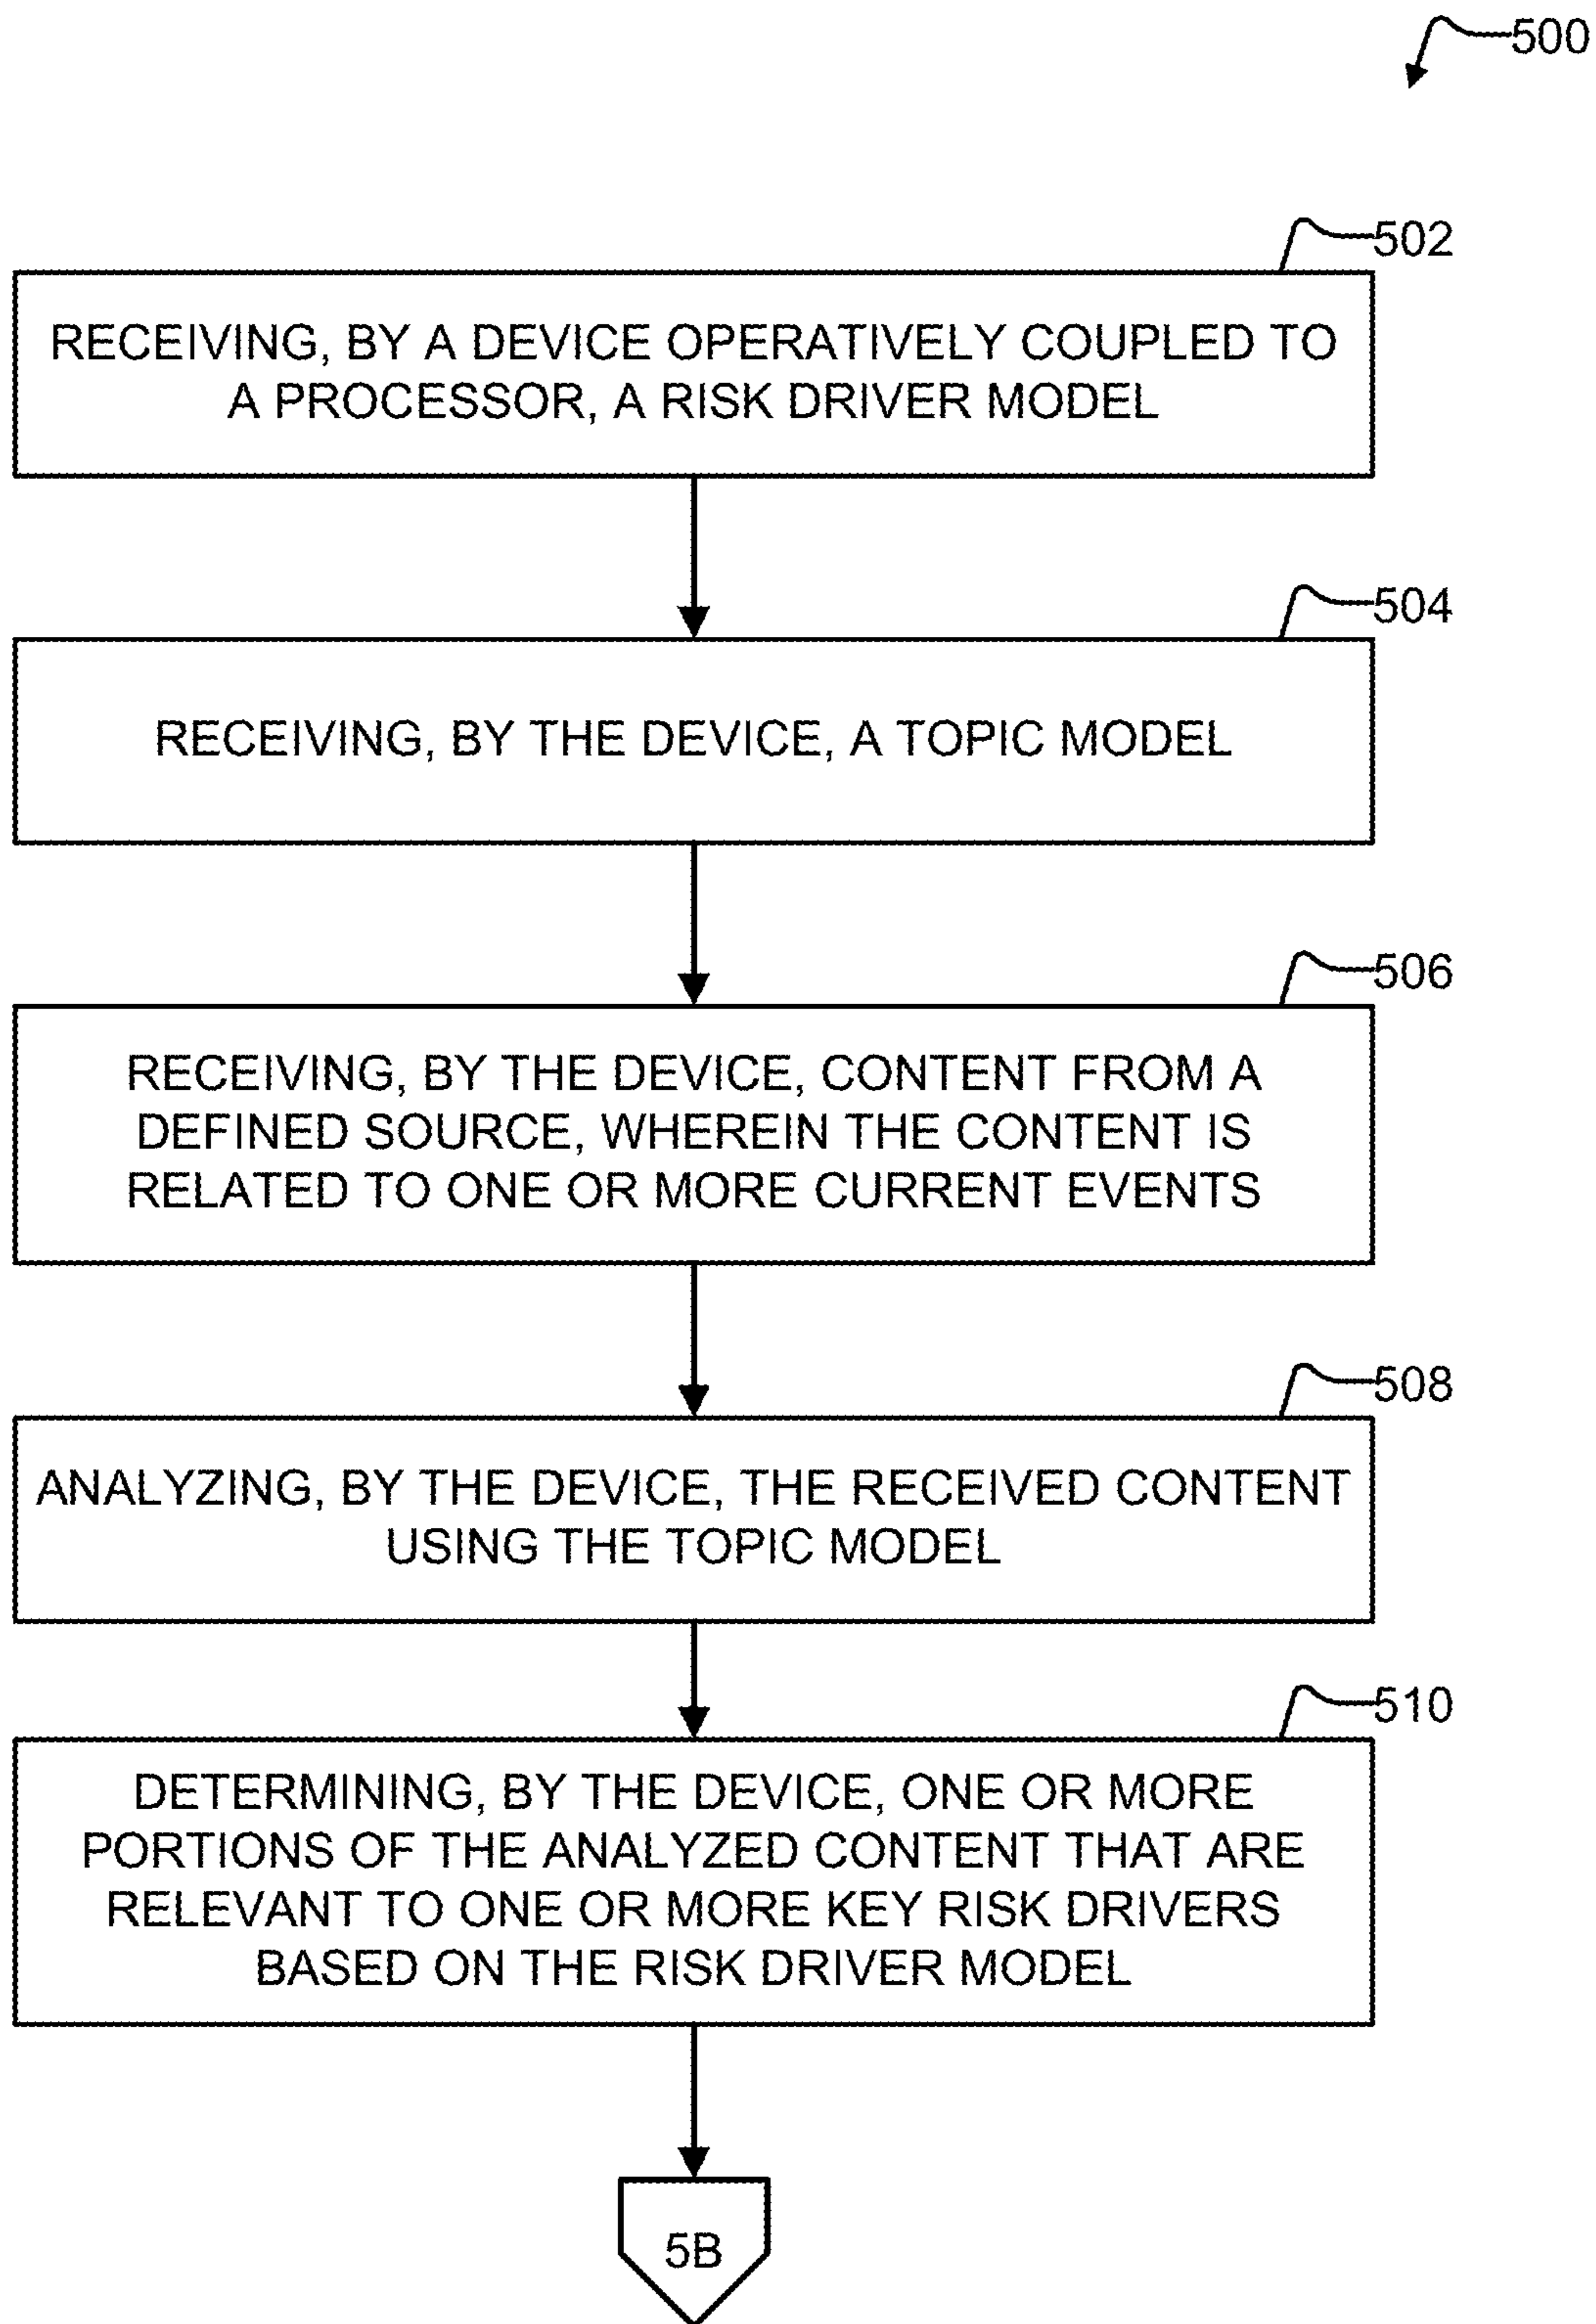 500
502
RECEIVING, BY A DEVICE OPERATIVELY COUPLED TO
A PROCESSOR, A RISK DRIVER MODEL
504
RECEIVING, BY THE DEVICE, A TOPIC MODEL
506
RECEIVING, BY THE DEVICE, CONTENT FROM A
DEFINED SOURCE, WHEREIN THE CONTENT IS
RELATED TO ONE OR MORE CURRENT EVENTS
508
ANALYZING, BY THE DEVICE, THE RECEIVED CONTENT
USING THE TOPIC MODEL
510
DETERMINING, BY THE DEVICE, ONE OR MORE
PORTIONS OF THE ANALYZED CONTENT THAT ARE
RELEVANT TO ONE OR MORE KEY RISK DRIVERS
BASED ON THE RISK DRIVER MODEL
5B